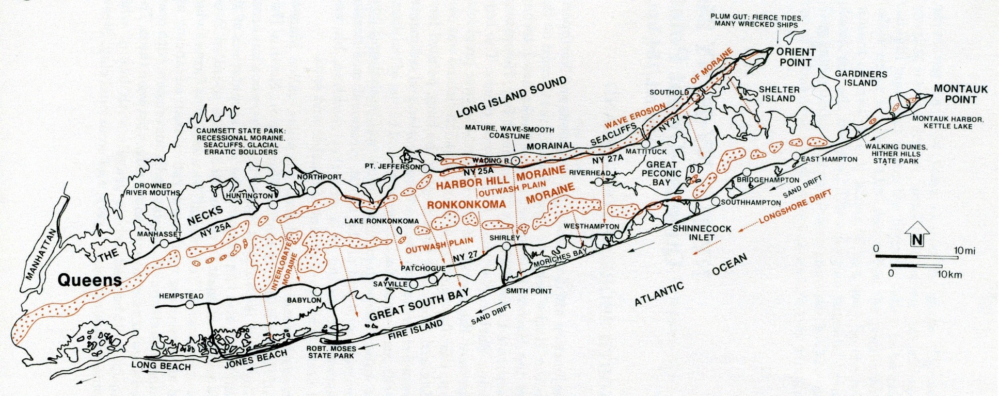 PLUM GUT: FIERCE TIDES,
MANY WRECKED SHIPS
ORIENT
POINT
OF MORAINE
GARDINERS
ISLAND
LONG ISLAND SOUND
SOUTHOLD
SHELTER
ISLAND
MONTAUK
POINT
WAVE EROSION
MONTAUK HARBOR,
KETTLE LAKE
CAUMSETT STATE PARK:
RECESSIONAL MORAINE,
SEACLIFFS, GLACIAL
ERRATIC BOULDERS
MATURE, WAVE-SMOOTH
COASTLINE
MORAINAL
SEACLIFFS
NY 27
WALKING DUNES,
HITHER HILLS
STATE PARK
MATTITUCK
NY 27A
PT. JEFFERSON
WADING R.
NY 25A
RIVERHEAD
GREAT
PECONIC
BAY
EAST HAMPTON
DROWNED
RIVER MOUTHS
NORTHPORT
HUNTINGTON
HARBOR HILL MORAINE
OUTWASH PLAIN
RONKONKOMA MORAINE
BRIDGEHAMPTON
SAND DRIFT
SOUTHHAMPTON
LONGSHORE DRIFT
THE NECKS
NY 25A
MANHASSET
LAKE RONKONKOMA
WESTHAMPTON
SHINNECOCK
INLET
MANHATTAN
INTERLOBATE
MORAINE
OUTWASH PLAIN
SHIRLEY
NY 27
MORICHES BAY
N
0 10 mi
0 10 km
Queens
PATCHOGUE
SAYVILLE
ATLANTIC OCEAN
HEMPSTEAD
BABYLON
GREAT SOUTH BAY
SMITH POINT
SAND DRIFT
FIRE ISLAND
ROBT. MOSES
STATE PARK
JONES BEACH
LONG BEACH